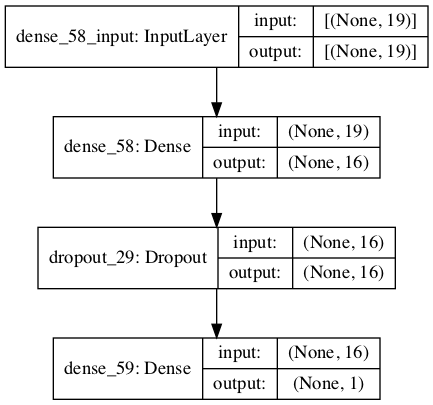 dense_58_input: InputLayer
input: [(None, 19)]
output: [(None, 19)]
dense_58: Dense
input: (None, 19)
output: (None, 16)
dropout_29: Dropout
input: (None, 16)
output: (None, 16)
dense_59: Dense
input: (None, 16)
output: (None, 1)